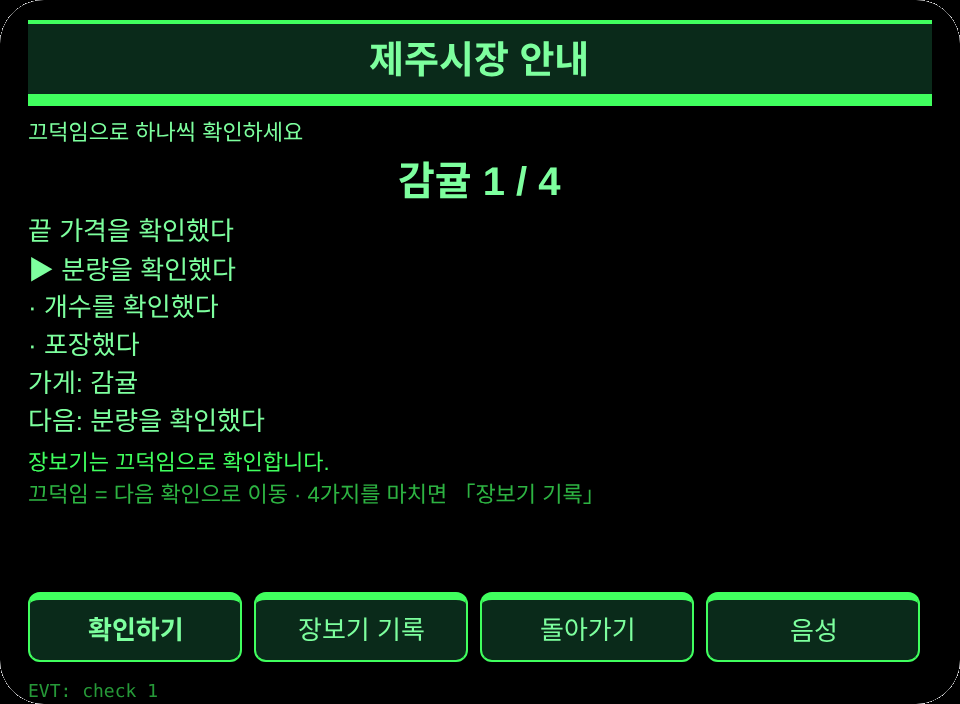 제주시장 안내
끄덕임으로 하나씩 확인하세요
감귤 1 / 4
끝 가격을 확인했다
▶ 분량을 확인했다
· 개수를 확인했다
· 포장했다
가게: 감귤
다음: 분량을 확인했다
장보기는 끄덕임으로 확인합니다.
끄덕임 = 다음 확인으로 이동 · 4가지를 마치면 「장보기 기록」
확인하기
장보기 기록
돌아가기
음성
EVT: check 1